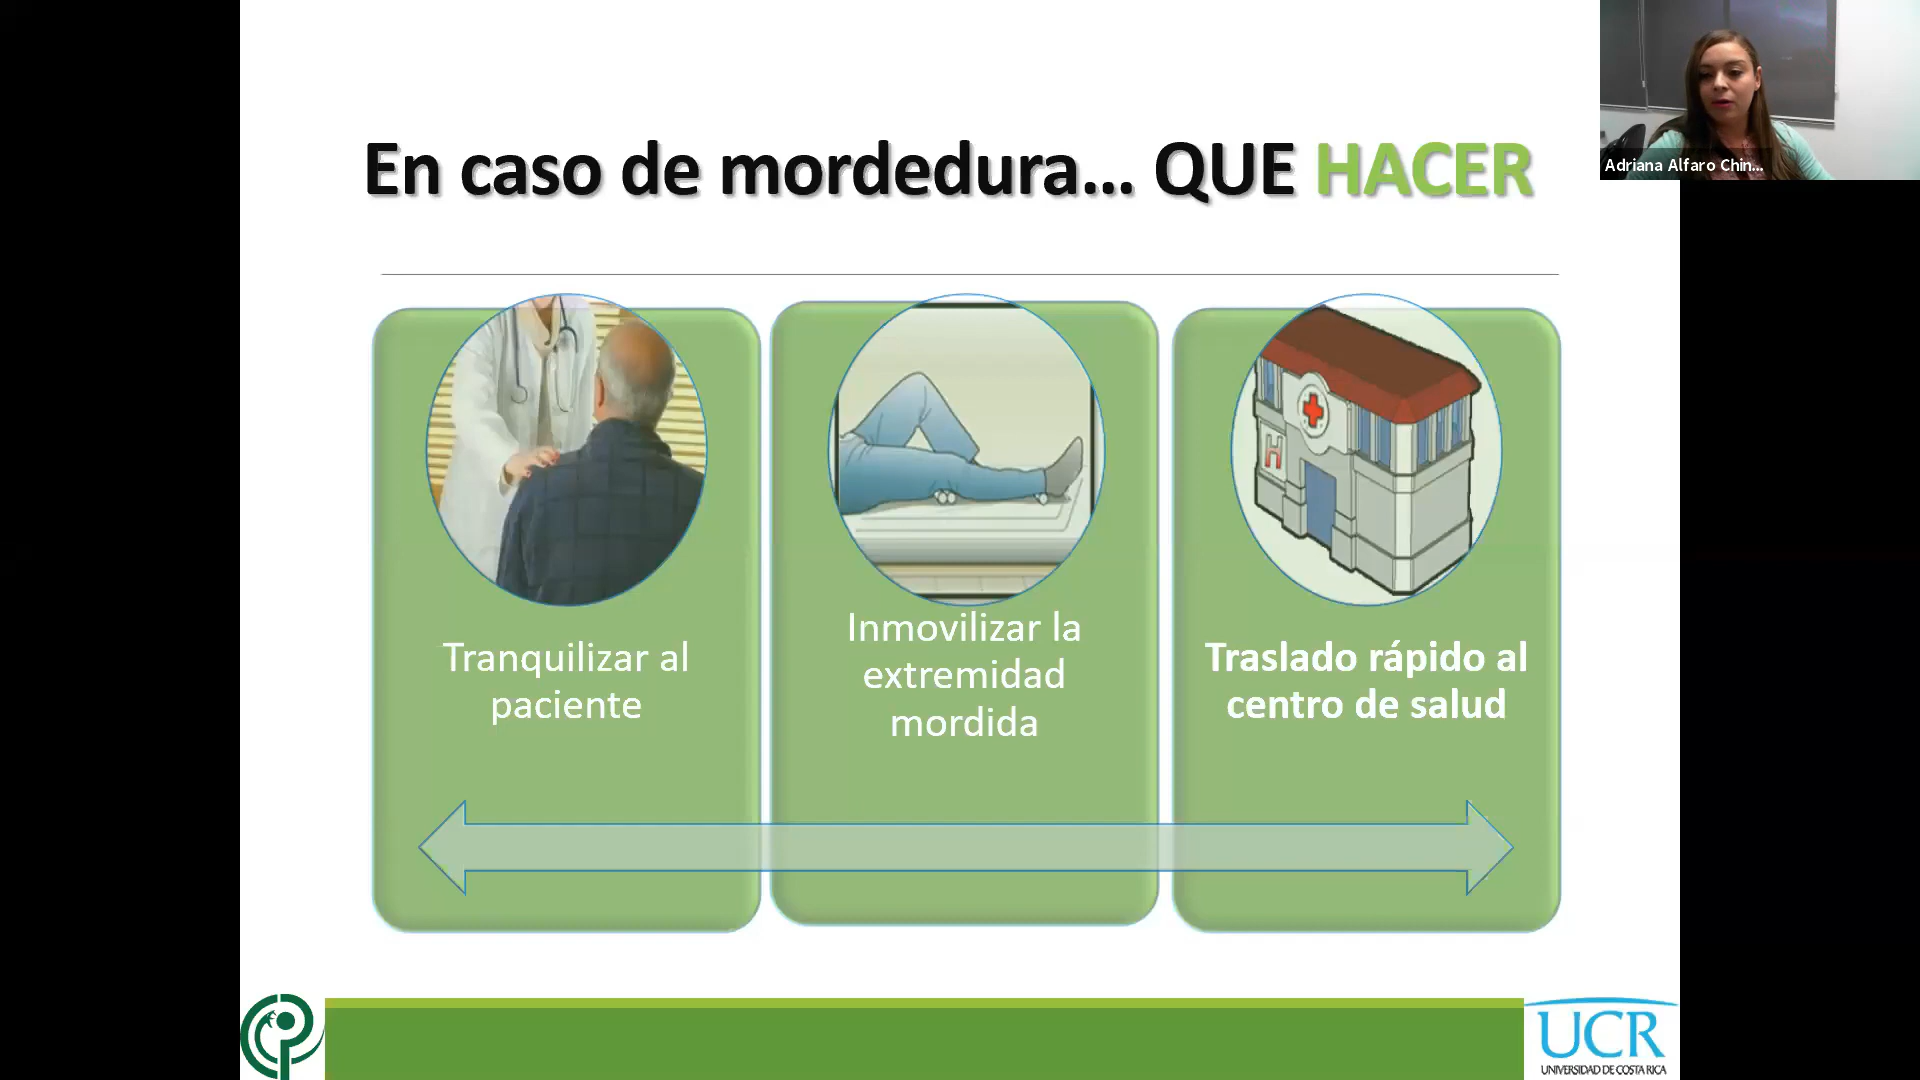 En caso de mordedura... QUE HACER
Adriana Alfaro Chin...
H
Tranquilizar al
paciente
Inmovilizar la
extremidad
mordida
Traslado rápido al
centro de salud
UCR
UNIVERSIDAD DE COSTA RICA